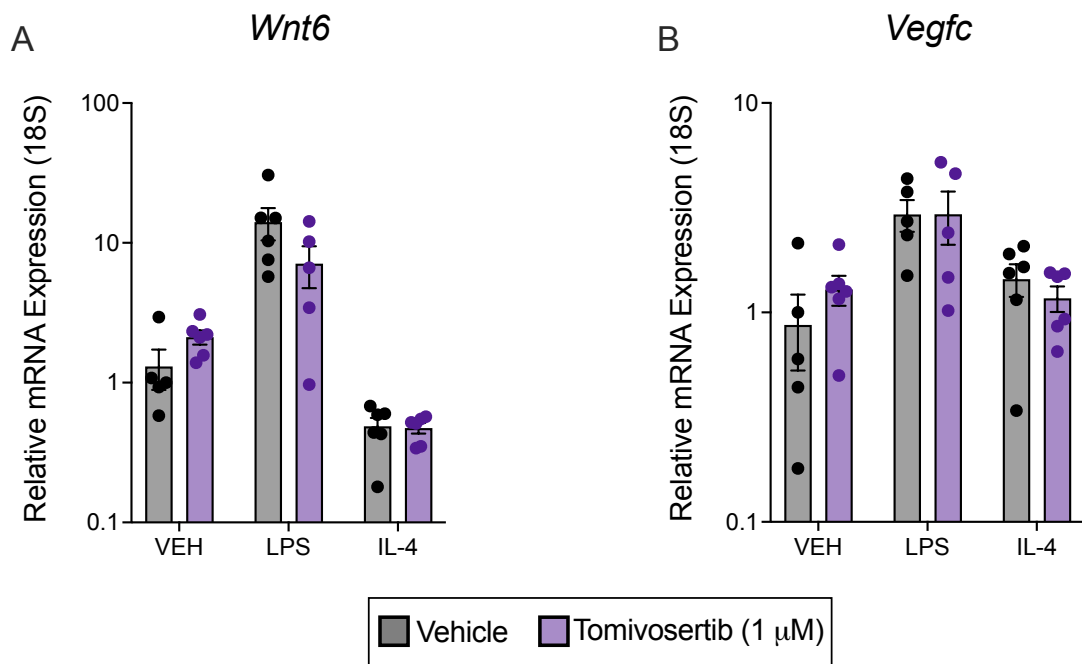 A
Wnt6
Relative mRNA Expression (18S)
100
10
1
0.1
VEH
LPS
IL-4
B
Vegfc
Relative mRNA Expression (18S)
10
1
0.1
VEH
LPS
IL-4
Vehicle
Tomivosertib (1 μM)